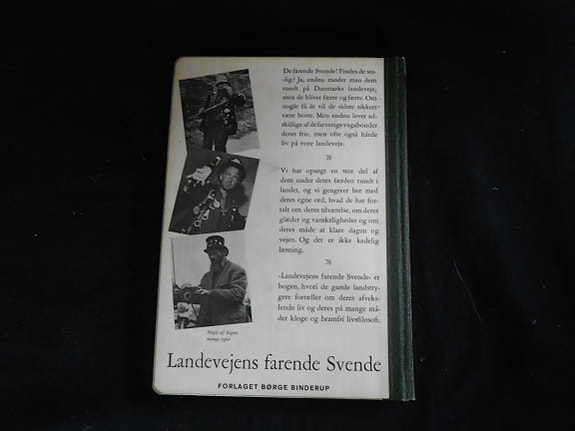 De farende Svende! Findes de sta-
dig? Ja, endnu møder man dem
rundt på Danmarks landeveje,
men de bliver færre og færre. Om
nogle få år vil de sidste sikkert
være borte. Men endnu lever ad-
skillige af de farverige vagabonder
deres frie, men ofte også hårde
liv på vore landeveje.
Vi har opsøgt en stor del af
dem under deres færden rundt i
landet, og vi gengiver her med
deres egne ord, hvad de har for-
talt om deres tilværelse, om deres
glæder og vanskeligheder og om
deres måde at klare dagen og
vejen. Og det er ikke kedelig
læsning.
»Landevejens farende Svende« er
bogen, hvori de gamle landstry-
gere fortæller om deres afveks-
lende liv og deres på mange må-
der kloge og bramfri livsfilosofi.
Nogle af bogens
mange typer
Landevejens farende Svende
FORLAGET BØRGE BINDERUP